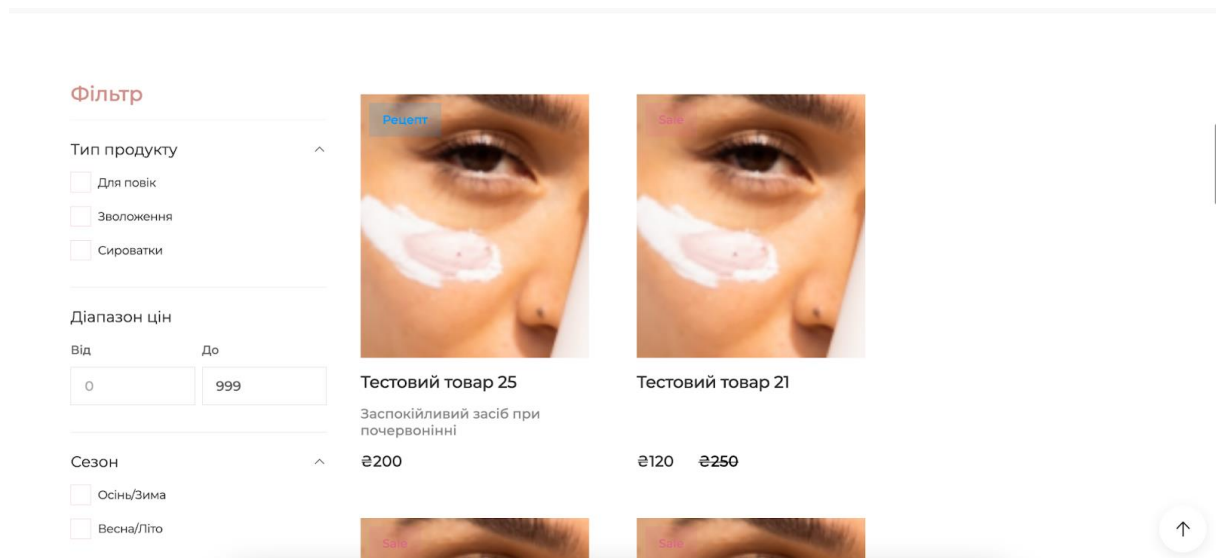 Фільтр
Тип продукту
Для повік
Зволоження
Сироватки
Діапазон цін
Від До
0 999
Сезон
Осінь/Зима
Весна/Літо
Рецепт
Тестовий товар 25
Заспокійливий засіб при
почервонінні
₴200
Sale
Тестовий товар 21
₴120 ₴250
Sale
Sale